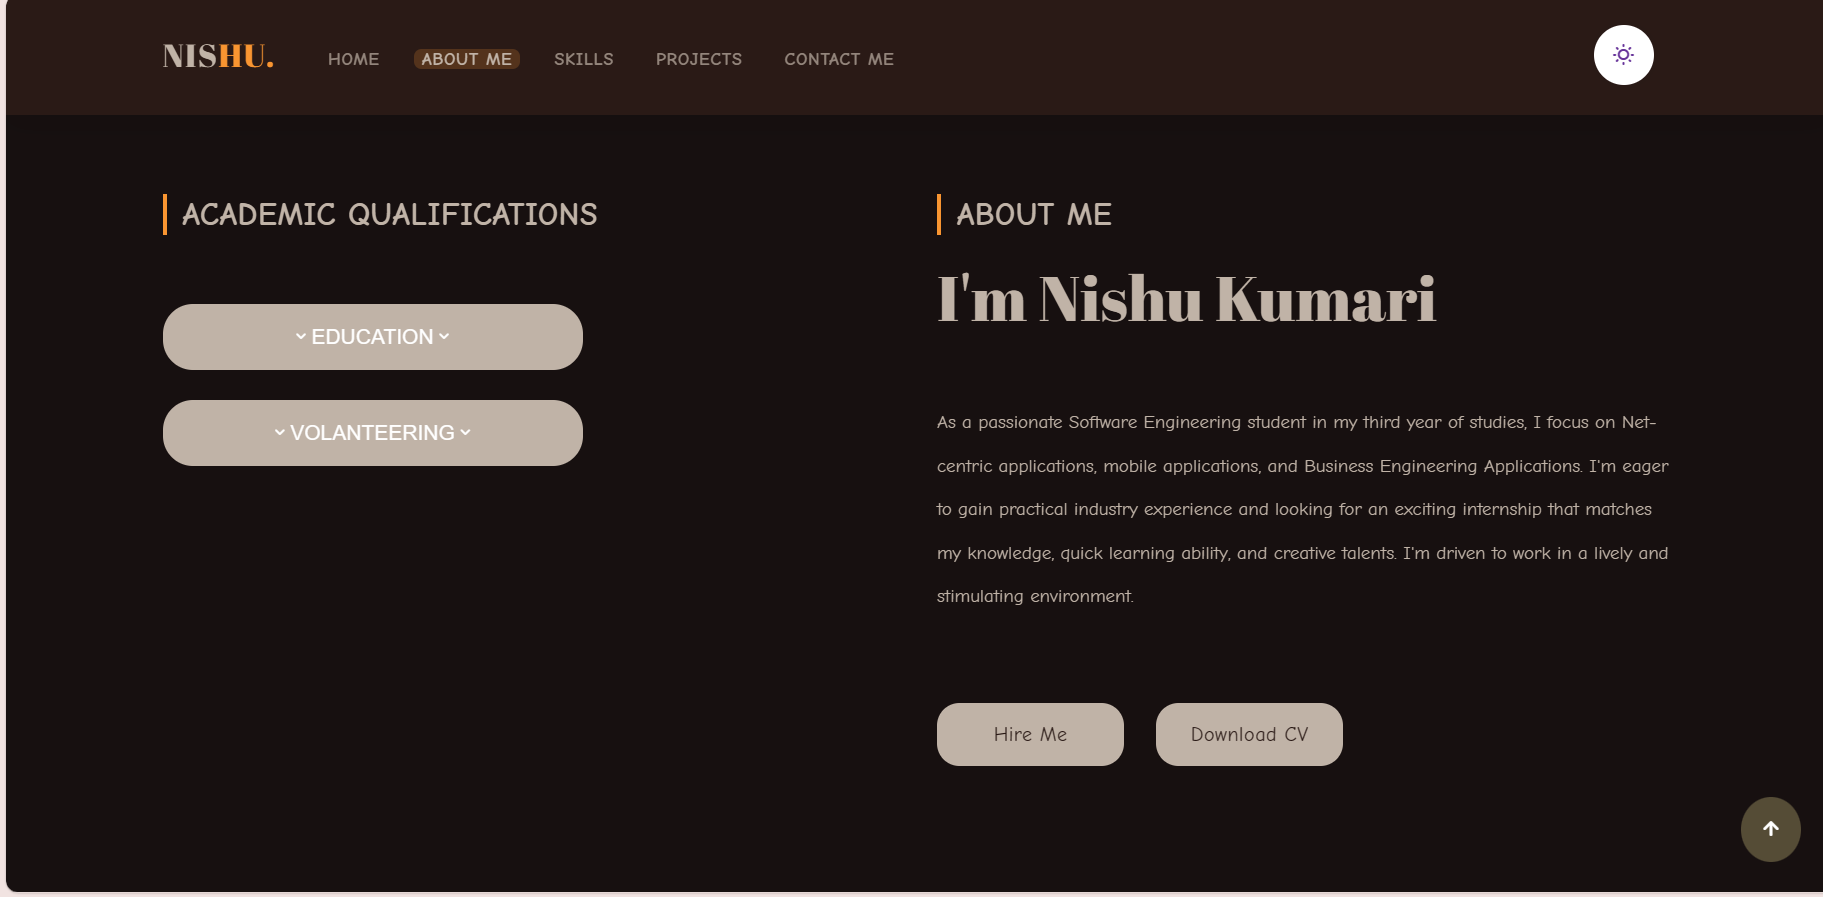 NISHU.
HOME
ABOUT ME
SKILLS
PROJECTS
CONTACT ME
ACADEMIC QUALIFICATIONS
EDUCATION
VOLANTEERING
ABOUT ME
I'm Nishu Kumari
As a passionate Software Engineering student in my third year of studies, I focus on Net-
centric applications, mobile applications, and Business Engineering Applications. I'm eager
to gain practical industry experience and looking for an exciting internship that matches
my knowledge, quick learning ability, and creative talents. I'm driven to work in a lively and
stimulating environment.
Hire Me
Download CV